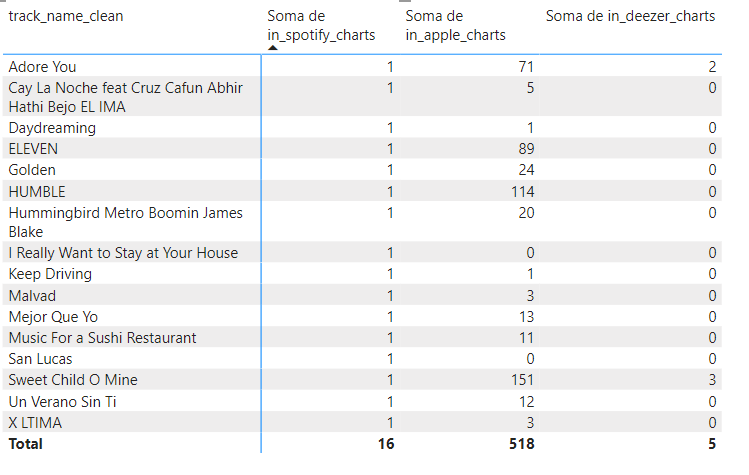 track_name_clean Soma de in_spotify_charts Soma de in_apple_charts Soma de in_deezer_charts
Adore You 1 71 2
Cay La Noche feat Cruz Cafun Abhir
Hathi Bejo EL IMA 1 5 0
Daydreaming 1 1 0
ELEVEN 1 89 0
Golden 1 24 0
HUMBLE 1 114 0
Hummingbird Metro Boomin James
Blake 1 20 0
I Really Want to Stay at Your House 1 0 0
Keep Driving 1 1 0
Malvad 1 3 0
Mejor Que Yo 1 13 0
Music For a Sushi Restaurant 1 11 0
San Lucas 1 0 0
Sweet Child O Mine 1 151 3
Un Verano Sin Ti 1 12 0
X LTIMA 1 3 0
Total 16 518 5